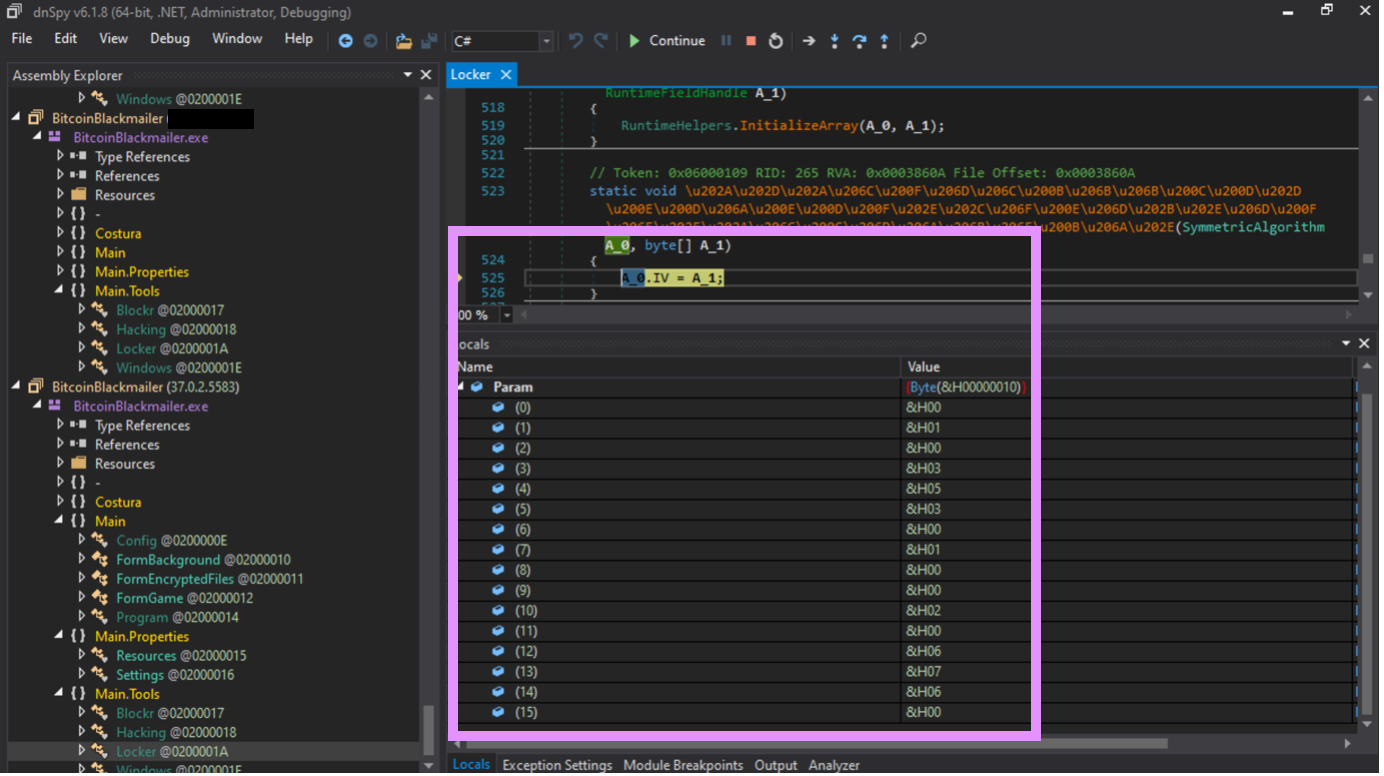 dnSpy v6.1.8 (64-bit, .NET, Administrator, Debugging)
File Edit View Debug Window Help C# Continue
Assembly Explorer
Windows @0200001E
BitcoinBlackmailer (
BitcoinBlackmailer.exe
Type References
References
Resources
{ } -
{ } Costura
{ } Main
{ } Main.Properties
{ } Main.Tools
Blockr @02000017
Hacking @02000018
Locker @0200001A
Windows @0200001E
BitcoinBlackmailer (37.0.2.5583)
BitcoinBlackmailer.exe
Type References
References
Resources
{ } -
{ } Costura
{ } Main
Config @0200000E
FormBackground @02000010
FormEncryptedFiles @02000011
FormGame @02000012
Program @02000014
{ } Main.Properties
Resources @02000015
Settings @02000016
{ } Main.Tools
Blockr @02000017
Hacking @02000018
Locker @0200001A
Windows @0200001E
Locker
RuntimeFieldHandle A_1)
518 {
519 RuntimeHelpers.InitializeArray(A_0, A_1);
520 }
521
522 // Token: 0x06000109 RID: 265 RVA: 0x0003860A File Offset: 0x0003860A
523 static void \u202A\u202D\u202A\u206C\u200F\u206D\u206C\u200B\u206B\u206B\u200C\u200D\u202D
\u200E\u200D\u206A\u200E\u200D\u200F\u202E\u202C\u206F\u200E\u206D\u202B\u202E\u206D\u200F
\u200B\u206A\u202E(SymmetricAlgorithm
A_0, byte[] A_1)
524 {
525 A_0.IV = A_1;
526 }
00 %
ocals
Name Value
Param (Byte(&H00000010))
(0) &H00
(1) &H01
(2) &H00
(3) &H03
(4) &H05
(5) &H03
(6) &H00
(7) &H01
(8) &H00
(9) &H00
(10) &H02
(11) &H00
(12) &H06
(13) &H07
(14) &H06
(15) &H00
Locals Exception Settings Module Breakpoints Output Analyzer